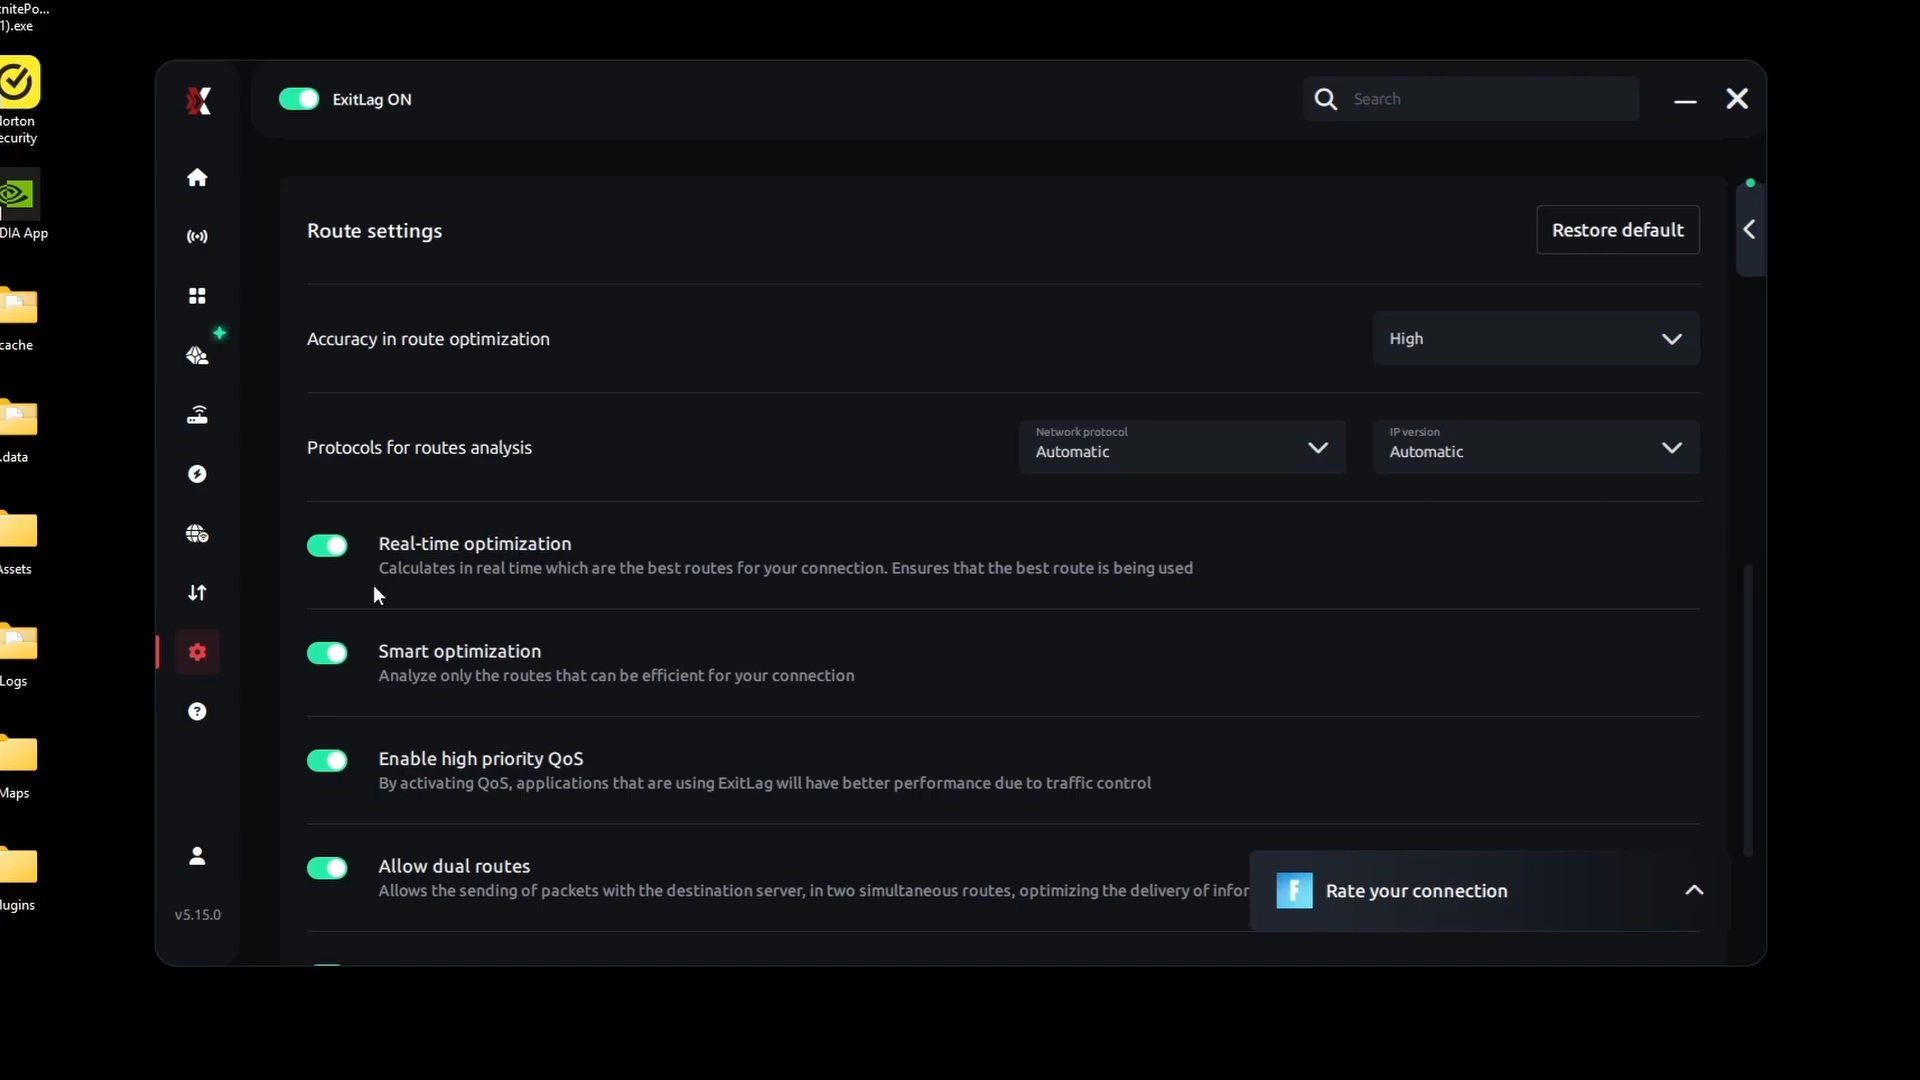 nitePo...
1).exe
Norton
ecurity
DIA App
cache
.data
Assets
Logs
Maps
lugins
ExitLag ON
Search
Route settings
Restore default
Accuracy in route optimization
High
Protocols for routes analysis
Network protocol
Automatic
IP version
Automatic
Real-time optimization
Calculates in real time which are the best routes for your connection. Ensures that the best route is being used
Smart optimization
Analyze only the routes that can be efficient for your connection
Enable high priority QoS
By activating QoS, applications that are using ExitLag will have better performance due to traffic control
Allow dual routes
Allows the sending of packets with the destination server, in two simultaneous routes, optimizing the delivery of infor
F
Rate your connection
v5.15.0